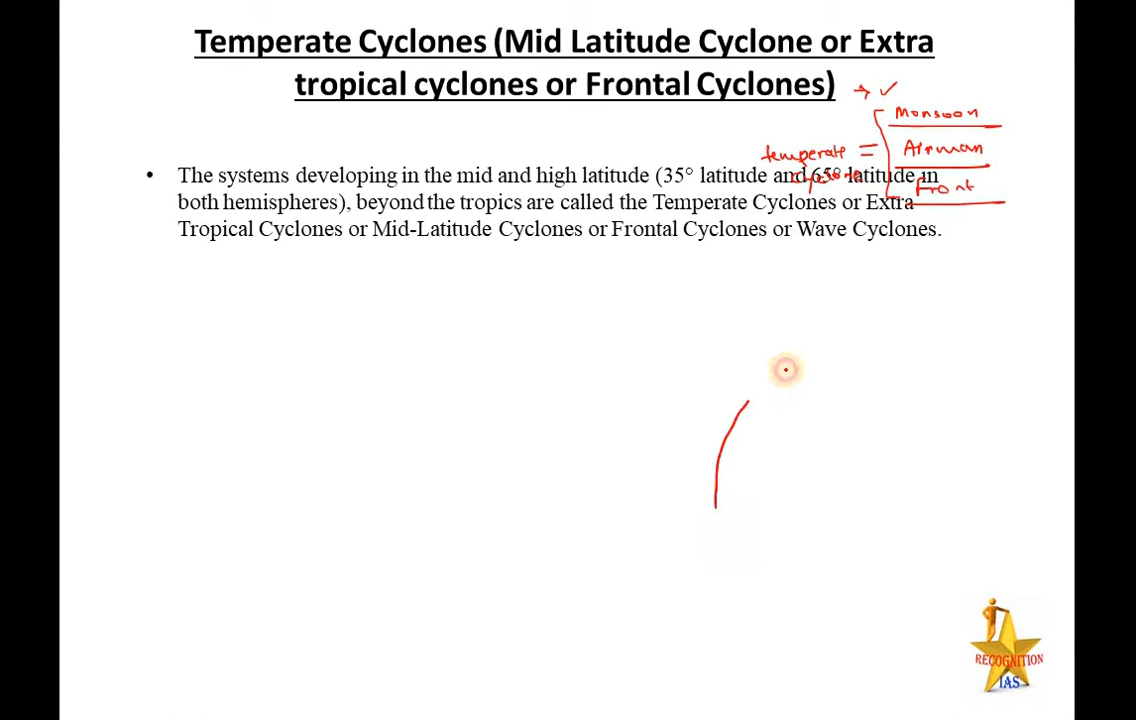 Temperate Cyclones (Mid Latitude Cyclone or Extra
tropical cyclones or Frontal Cyclones)
Monsoon
Airman
temperate =
cyclone
Front
• The systems developing in the mid and high latitude (35° latitude and 65° latitude in
both hemispheres), beyond the tropics are called the Temperate Cyclones or Extra
Tropical Cyclones or Mid-Latitude Cyclones or Frontal Cyclones or Wave Cyclones.
RECOGNITION
IAS